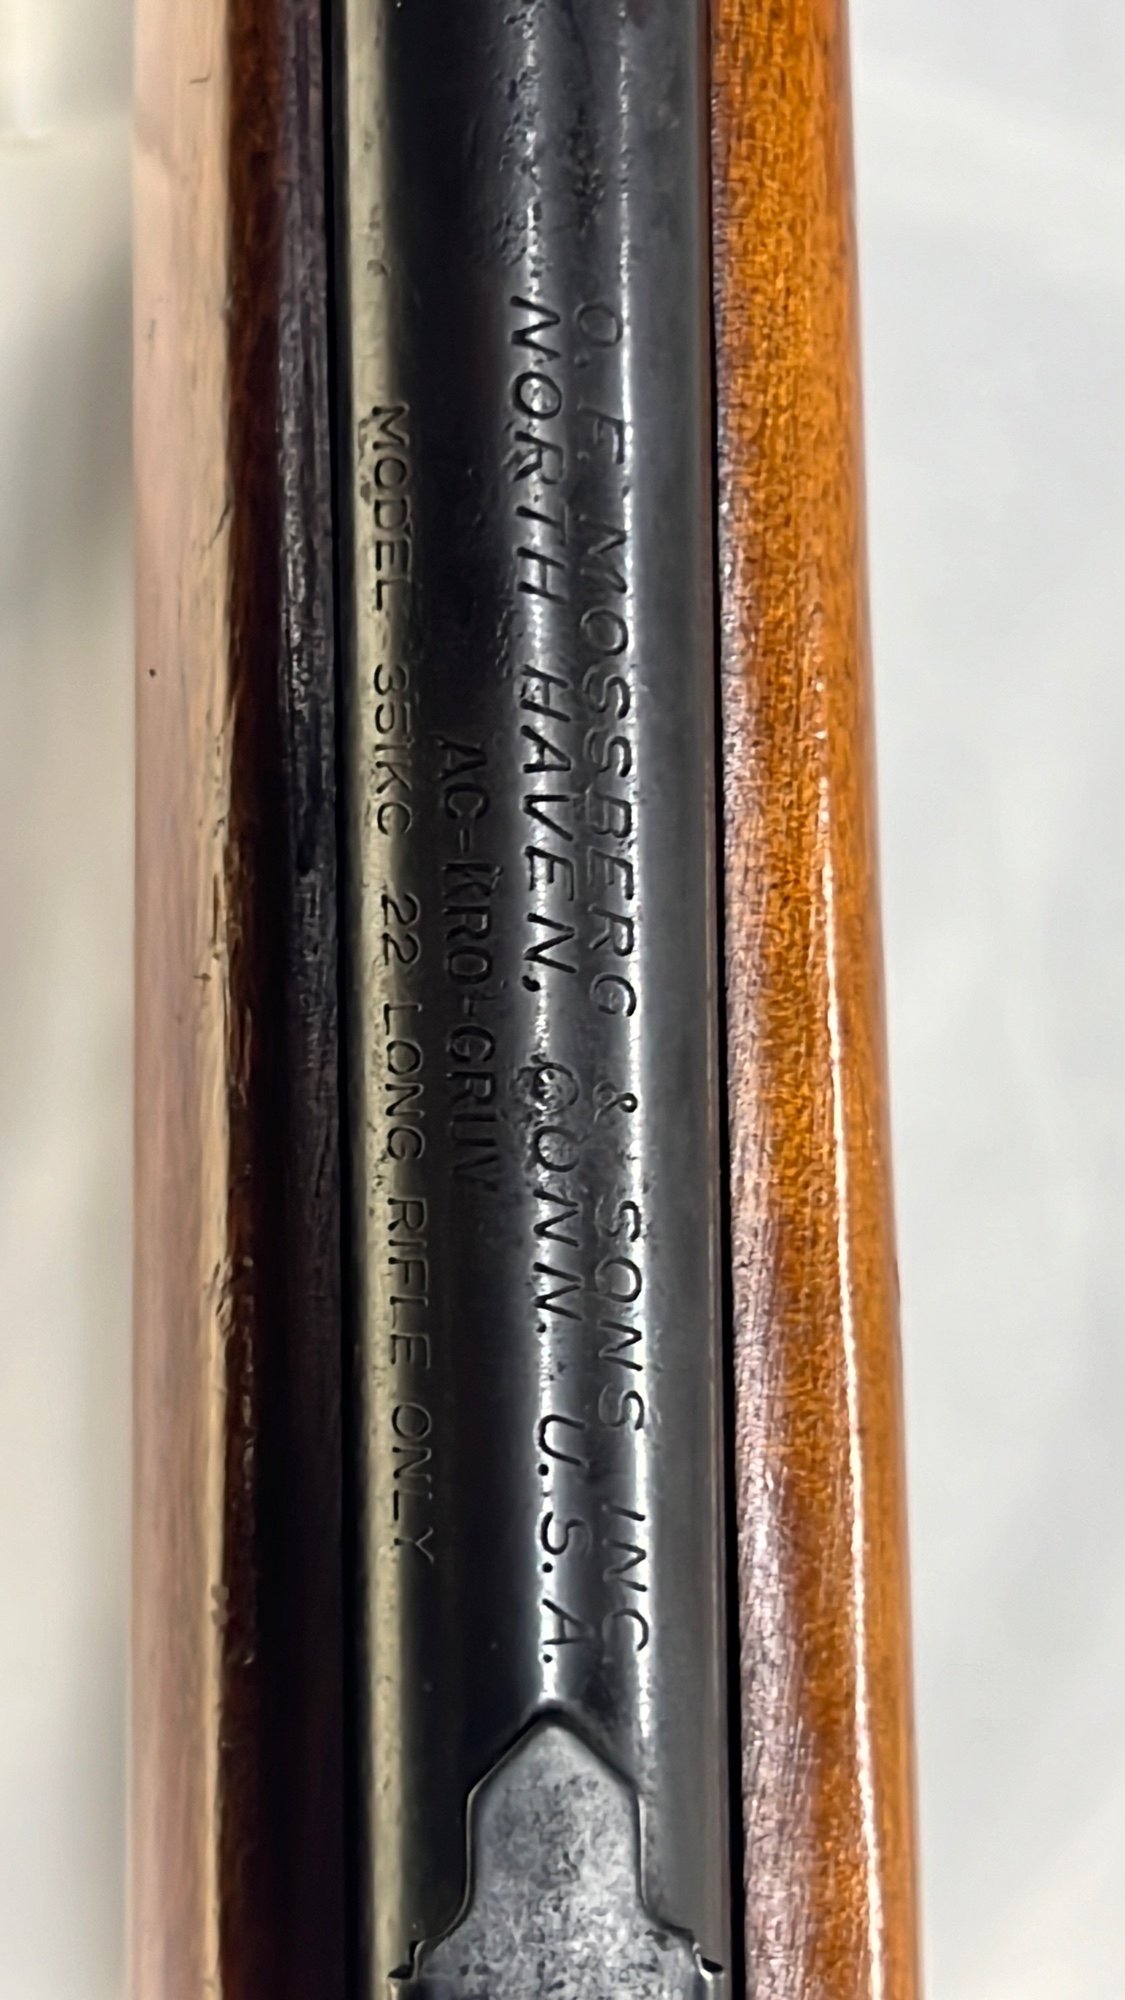 O. F. MOSSBERG & SONS INC
NORTH HAVEN, CONN. U.S.A.
AC-KRO-GRUV
MODEL 351KC 22 LONG RIFLE ONLY